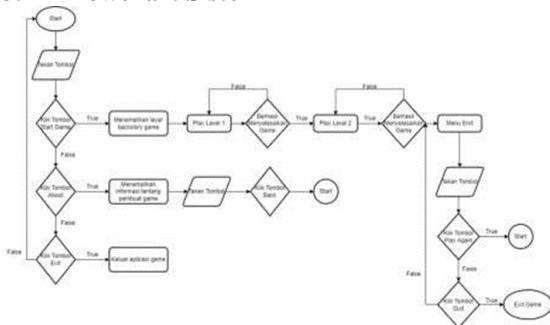 Start
Tekan Tombol
Klik Tombol
Start Game
True
Menampilkan layar
backstory game
Play Level 1
False
Berhasil
Menyelesaikan
Game
True
Play Level 2
True
False
Berhasil
Menyelesaikan
Game
Menu End
False
Klik Tombol
About
True
Menampilkan
informasi tentang
pembuat game
Tekan Tombol
Klik Tombol
Back
Start
False
Klik Tombol
Exit
True
Keluar aplikasi game
False
Tekan Tombol
Klik Tombol
Play Again
True
Start
False
False
Klik Tombol
Quit
True
Exit Game